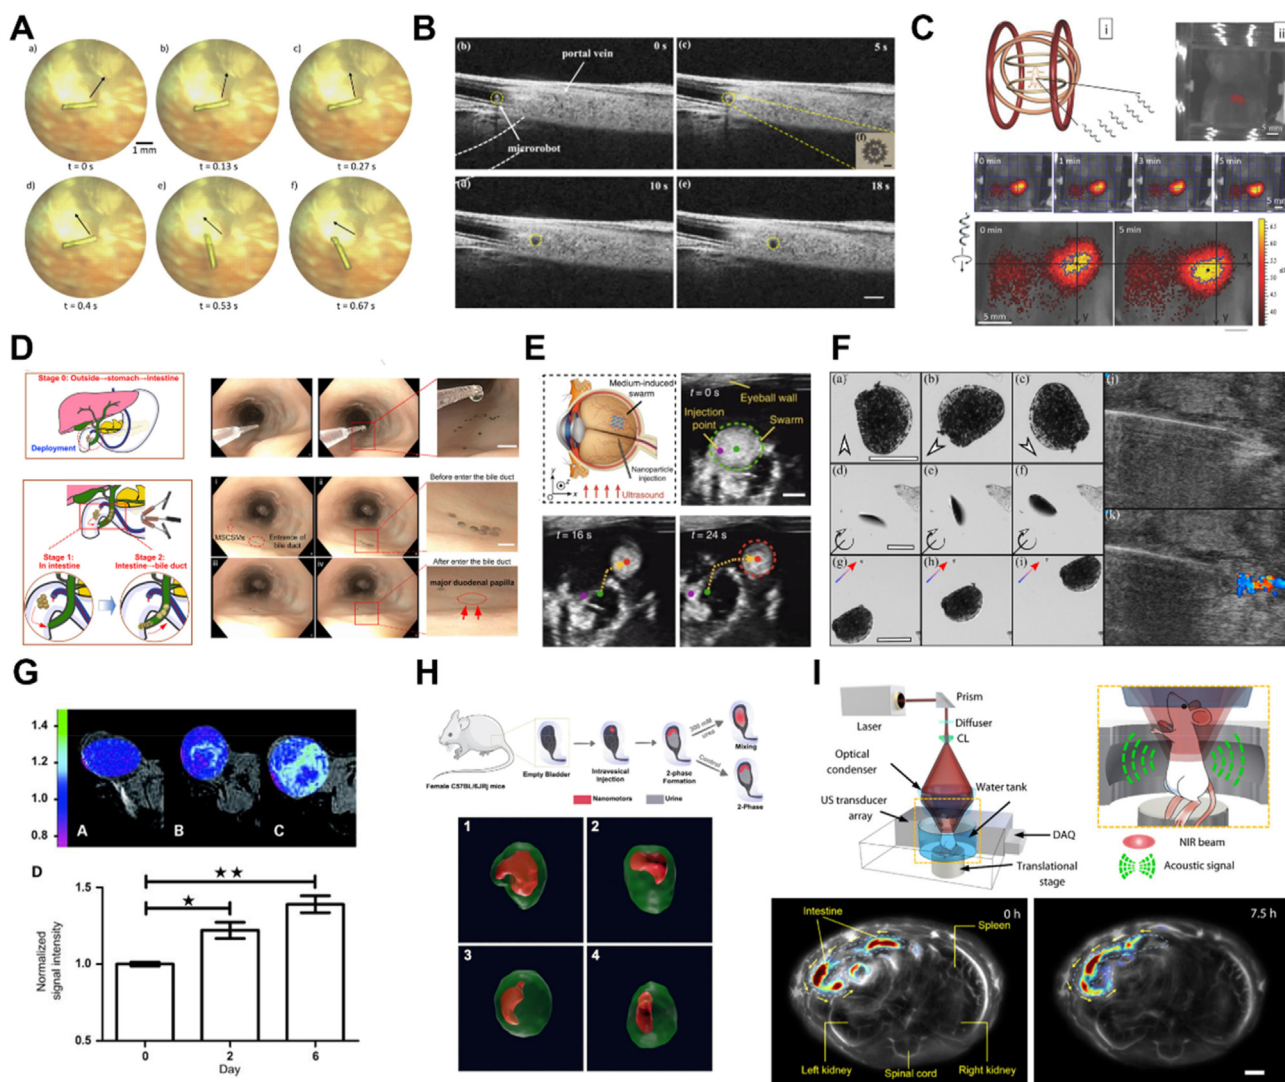 A
a)
b)
c)
1 mm
t = 0 s
t = 0.13 s
t = 0.27 s
d)
e)
f)
t = 0.4 s
t = 0.53 s
t = 0.67 s
B
(b)
0 s
(c)
5 s
portal vein
microrobot
(f)
(d)
10 s
(e)
18 s
C
i
ii
5 mm
0 min
1 min
3 min
5 min
5 mm
0 min
5 min
x
y
y
5 mm
D
Stage 0: Outside→stomach→intestine
Deployment
Stage 1:
In intestine
Stage 2:
Intestine→bile duct
i
ii
MSCSMs
Entrance of
bile duct
iii
iv
Before enter the bile duct
After enter the bile duct
major duodenal papilla
E
Medium-induced
swarm
Nanoparticle
injection
Ultrasound
y
z
x
t = 0 s
Eyeball wall
Injection
point
Swarm
t = 16 s
t = 24 s
F
(a)
(b)
(c)
(d)
(e)
(f)
(g)
(h)
(i)
(j)
(k)
G
1.4
1.2
1.0
0.8
A
B
C
D
Normalized
signal intensity
1.5
1.0
0.5
★
★★
0
2
6
Day
H
Female C57BL/6JRj mice
Empty Bladder
Intravesical
Injection
2-phase
Formation
300 mM
urea
Control
Mixing
2-Phase
Nanomotors
Urine
1
2
3
4
I
Laser
Prism
Diffuser
CL
Optical
condenser
US transducer
array
Water tank
DAQ
Translational
stage
NIR beam
Acoustic signal
Intestine
0 h
Spleen
Left kidney
Spinal cord
Right kidney
7.5 h